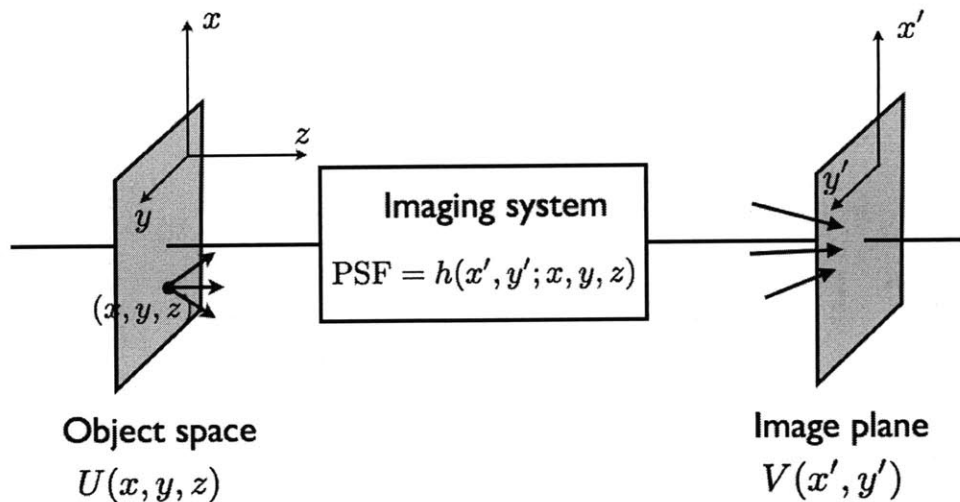 x
x′
z
y
y′
Imaging system
PSF = h(x′, y′; x, y, z)
(x, y, z)
Object space
U(x, y, z)
Image plane
V(x′, y′)